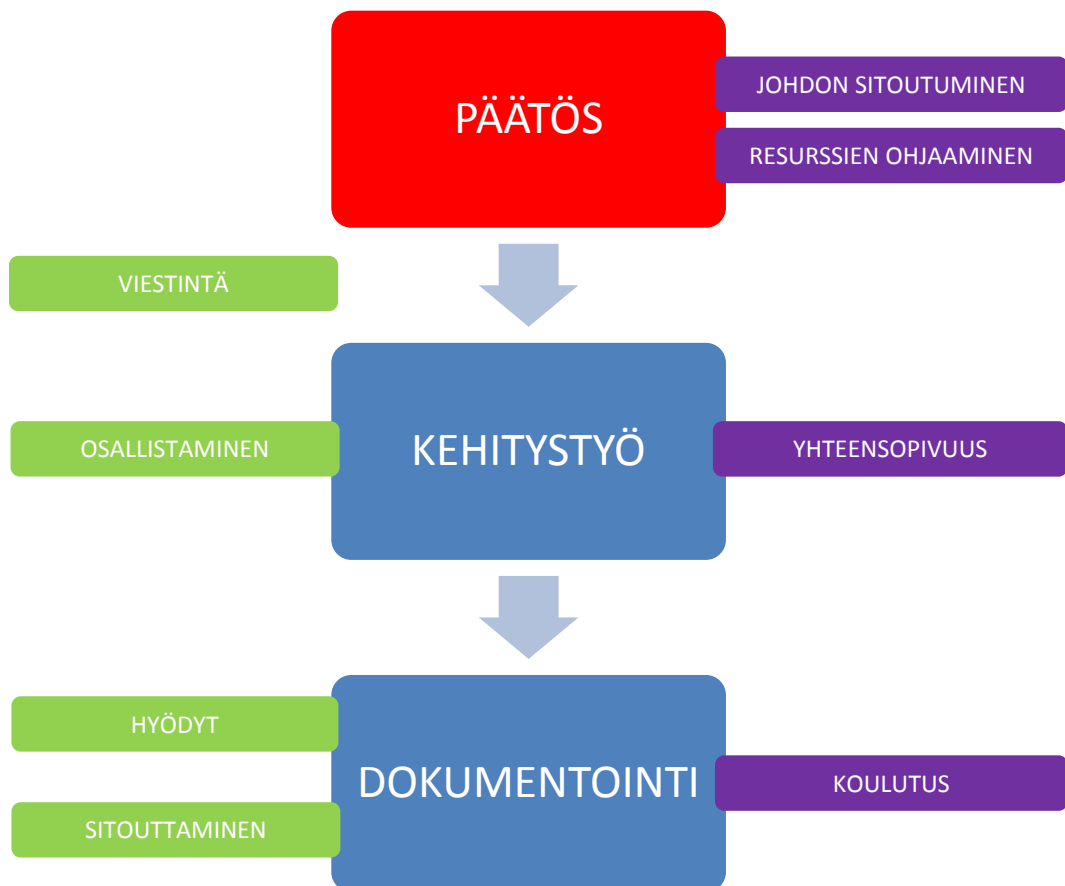 PÄÄTÖS
JOHDON SITOUTUMINEN
RESURSSIEN OHJAAMINEN
VIESTINTÄ
OSALLISTAMINEN
KEHITYSTYÖ
YHTEENSOPIVUUS
HYÖDYT
DOKUMENTOINTI
KOULUTUS
SITOUTTAMINEN